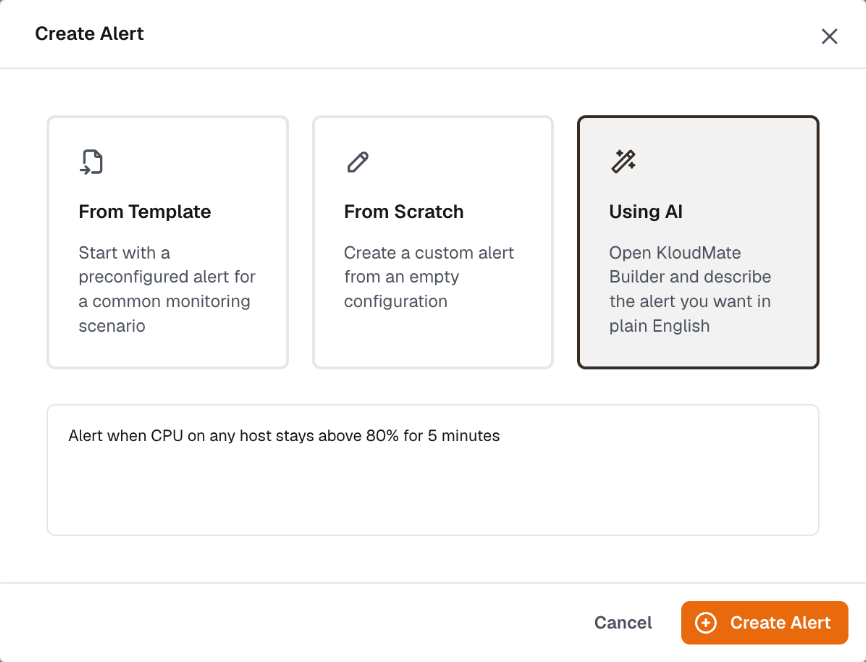 Create Alert
From Template
Start with a
preconfigured alert for
a common monitoring
scenario
From Scratch
Create a custom alert
from an empty
configuration
Using AI
Open KloudMate
Builder and describe
the alert you want in
plain English
Alert when CPU on any host stays above 80% for 5 minutes
Cancel
Create Alert